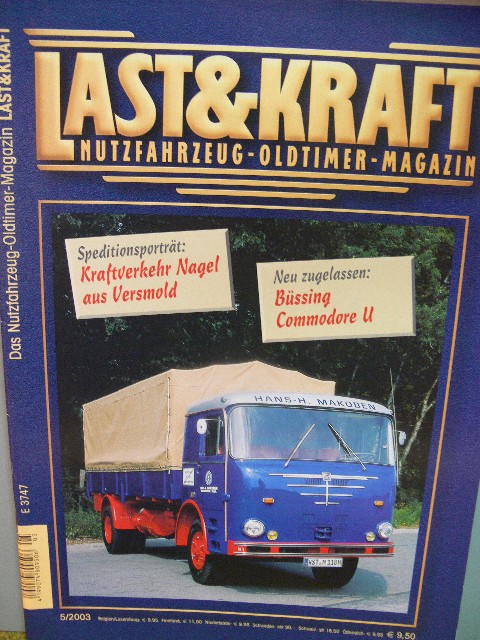 LAST&KRAFT
NUTZFAHRZEUG-OLDTIMER-MAGAZIN
Das Nutzfahrzeug-Oldtimer-Magazin LAST&KRAFT
Speditionsporträt:
Kraftverkehr Nagel
aus Versmold
Neu zugelassen:
Büssing
Commodore U
HANS-H. MAKOBEN
E 3747
5/2003
€ 9.50